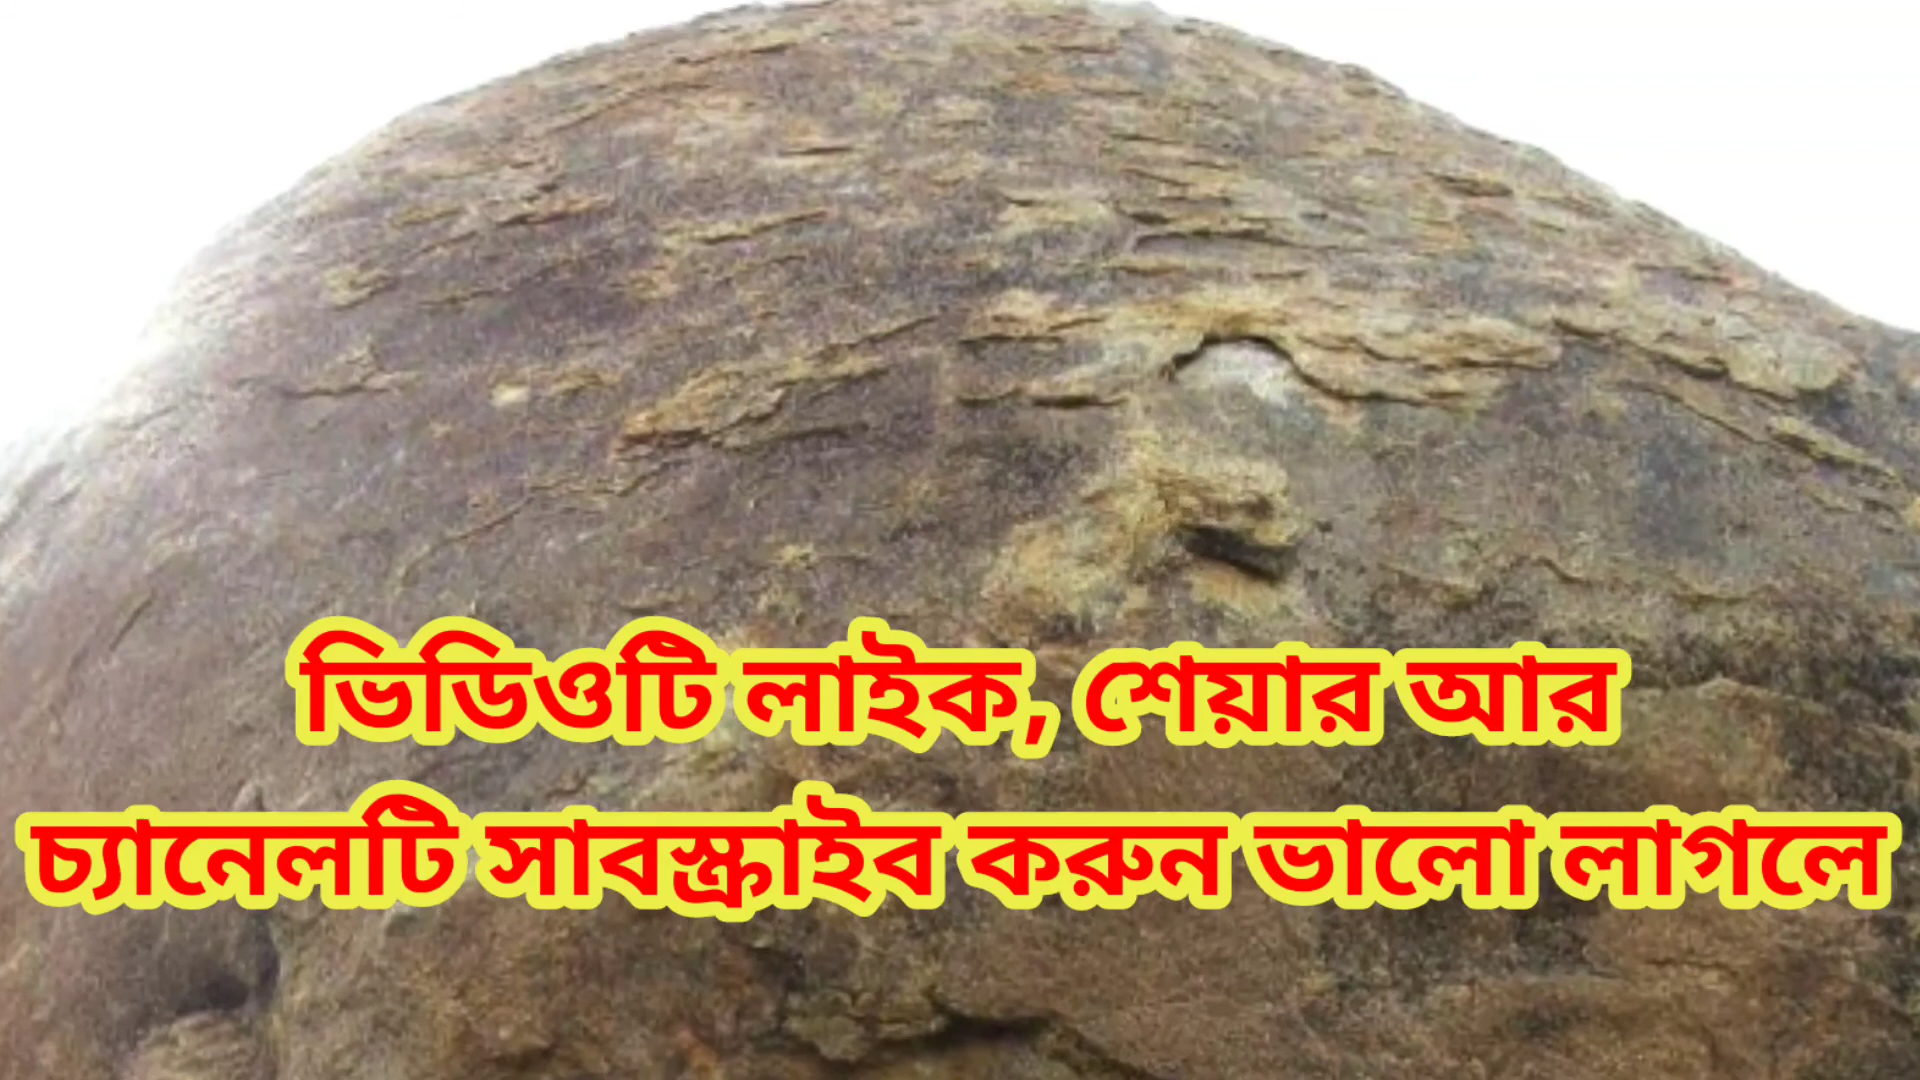 ভিডিওটি লাইক, শেয়ার আর
চ্যানেলটি সাবস্ক্রাইব করুন ভালো লাগলে